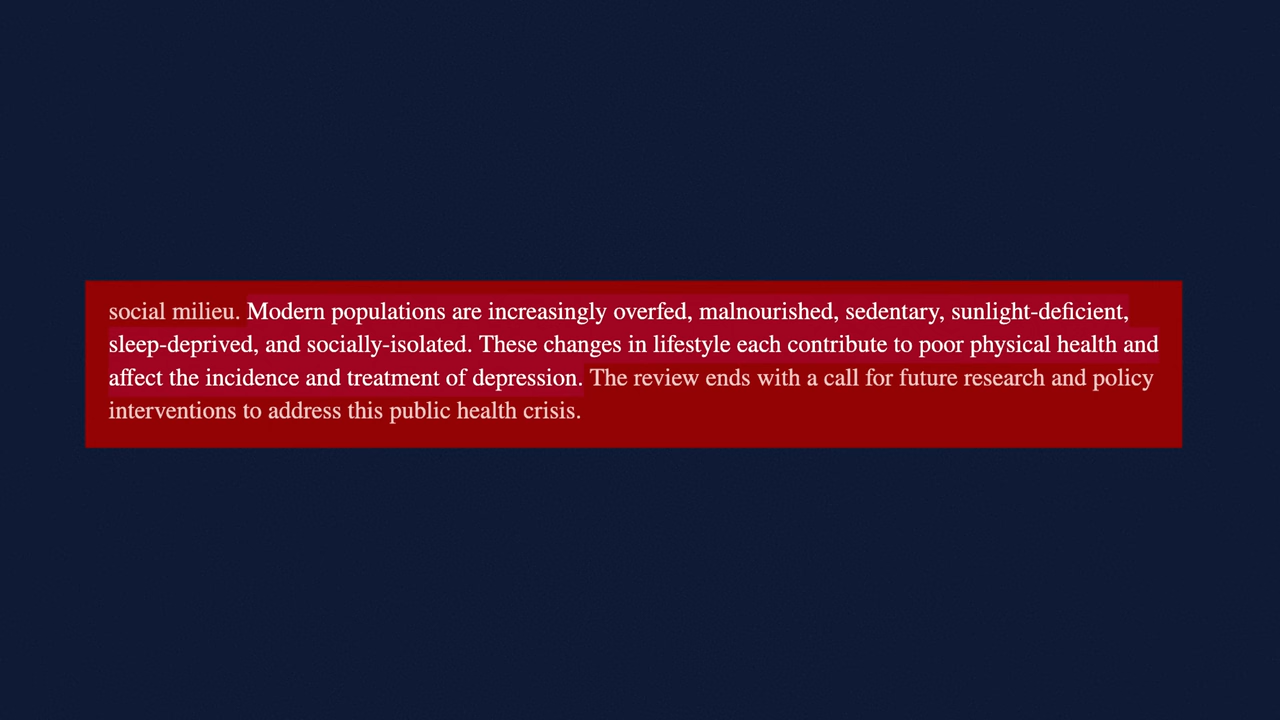 social milieu. Modern populations are increasingly overfed, malnourished, sedentary, sunlight-deficient,
sleep-deprived, and socially-isolated. These changes in lifestyle each contribute to poor physical health and
affect the incidence and treatment of depression. The review ends with a call for future research and policy
interventions to address this public health crisis.